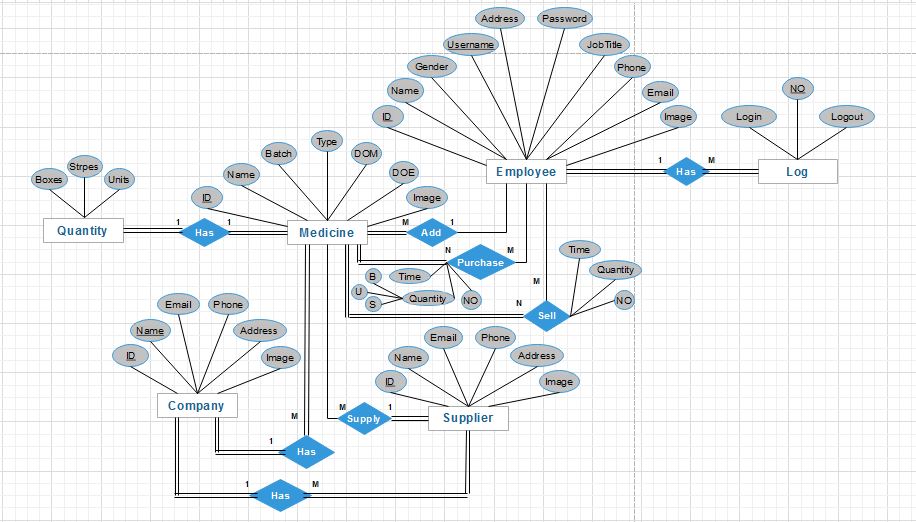 Address
Password
Username
JobTitle
Gender
Phone
Name
Email
ID
Image
NO
Login
Logout
Employee
1
Has
M
Log
Type
Batch
DOM
Name
DOE
ID
Image
Strpes
Boxes
Units
Quantity
1
Has
1
Medicine
M
Add
1
N
Purchase
M
B
Time
U
Quantity
S
NO
M
N
Sell
Time
Quantity
NO
Email
Phone
Name
Address
ID
Image
Company
Email
Phone
Name
Address
ID
Image
M
Supply
1
Supplier
M
1
Has
1
Has
M